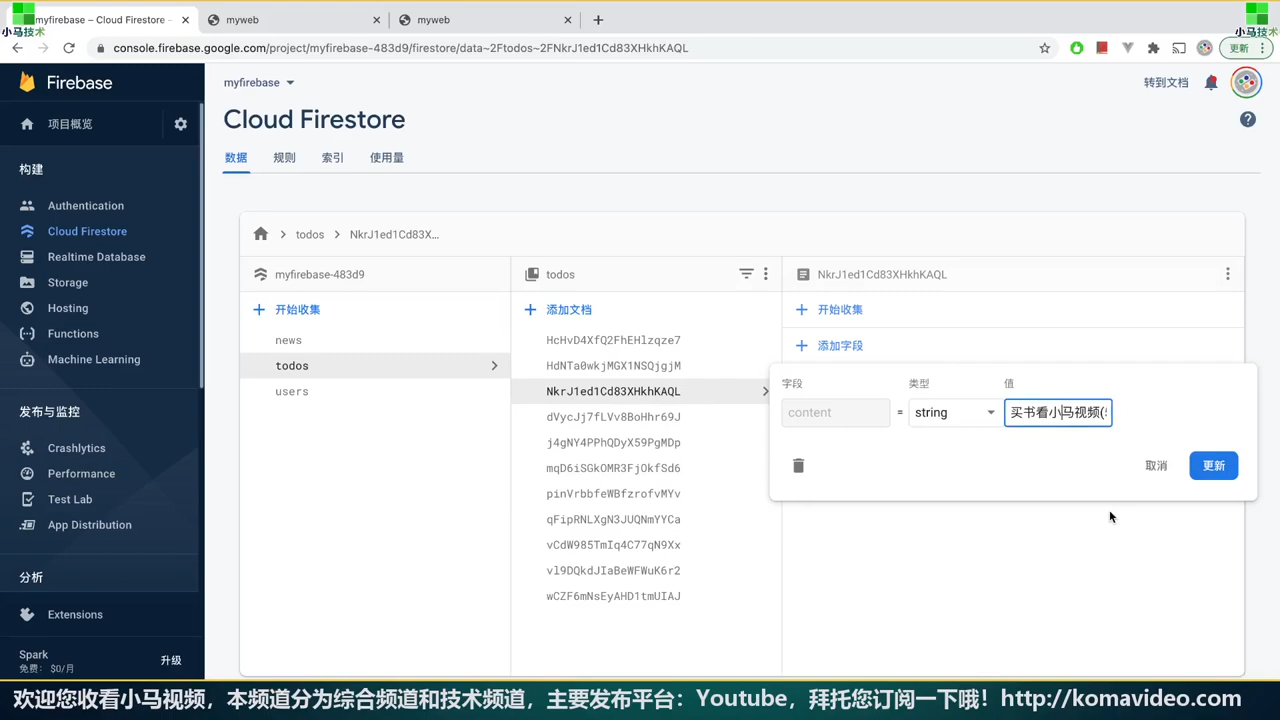 myfirebase – Cloud Firestore -
myweb
myweb
小马技术
小马技术
console.firebase.google.com/project/myfirebase-483d9/firestore/data~2Ftodos~2FNkrJ1ed1Cd83XHkhKAQL
更新
Firebase
myfirebase
转到文档
项目概览
Cloud Firestore
数据
规则
索引
使用量
构建
Authentication
Cloud Firestore
Realtime Database
Storage
Hosting
Functions
Machine Learning
发布与监控
Crashlytics
Performance
Test Lab
App Distribution
分析
Extensions
Spark
免费: $0/月
升级
todos
NkrJ1ed1Cd83X...
myfirebase-483d9
开始收集
news
todos
users
todos
添加文档
HcHvD4XfQ2FhEHlzqze7
HdNTa0wkjMGX1NSQjgjM
NkrJ1ed1Cd83XHkhKAQL
dVycJj7fLVv8BoHhr69J
j4gNY4PPhQDyX59PgMDp
mqD6iSGkOMR3FjOkfSd6
pinVrbbfeWBfzrofvMYv
qFipRNLXgN3JUQNmYYCa
vCdW985TmIq4C77qN9Xx
vl9DQkdJIaBeWFWuK6r2
wCZF6mNsEyAHD1tmUIAJ
NkrJ1ed1Cd83XHkhKAQL
开始收集
添加字段
字段
类型
值
content
=
string
买书看小马视频(
取消
更新
欢迎您收看小马视频，本频道分为综合频道和技术频道，主要发布平台：Youtube，拜托您订阅一下哦！http://komavideo.com